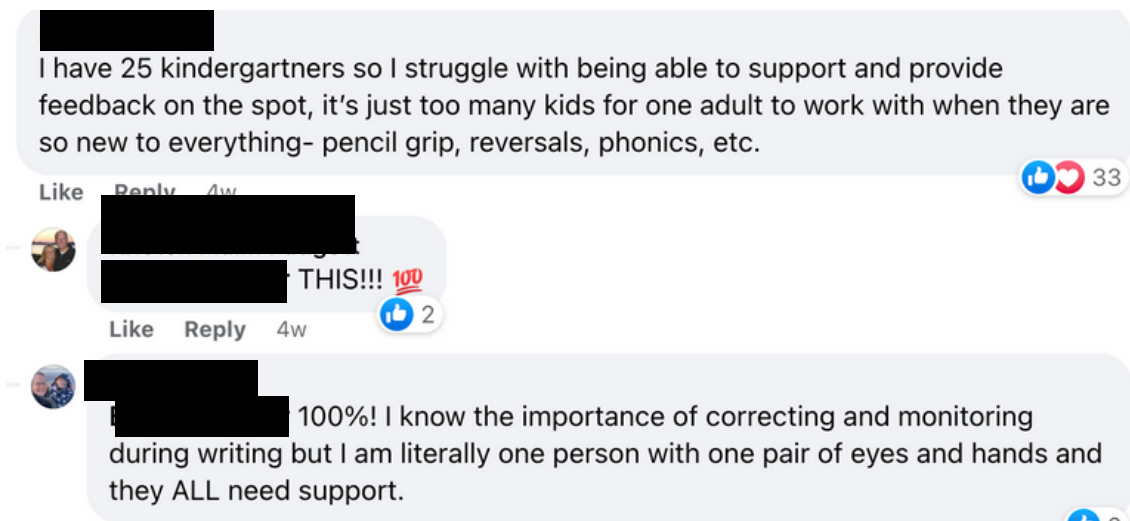 I have 25 kindergartners so I struggle with being able to support and provide
feedback on the spot, it's just too many kids for one adult to work with when they are
so new to everything- pencil grip, reversals, phonics, etc.
33
Like Reply 4w
THIS!!! 💯
2
Like Reply 4w
100%! I know the importance of correcting and monitoring
during writing but I am literally one person with one pair of eyes and hands and
they ALL need support.